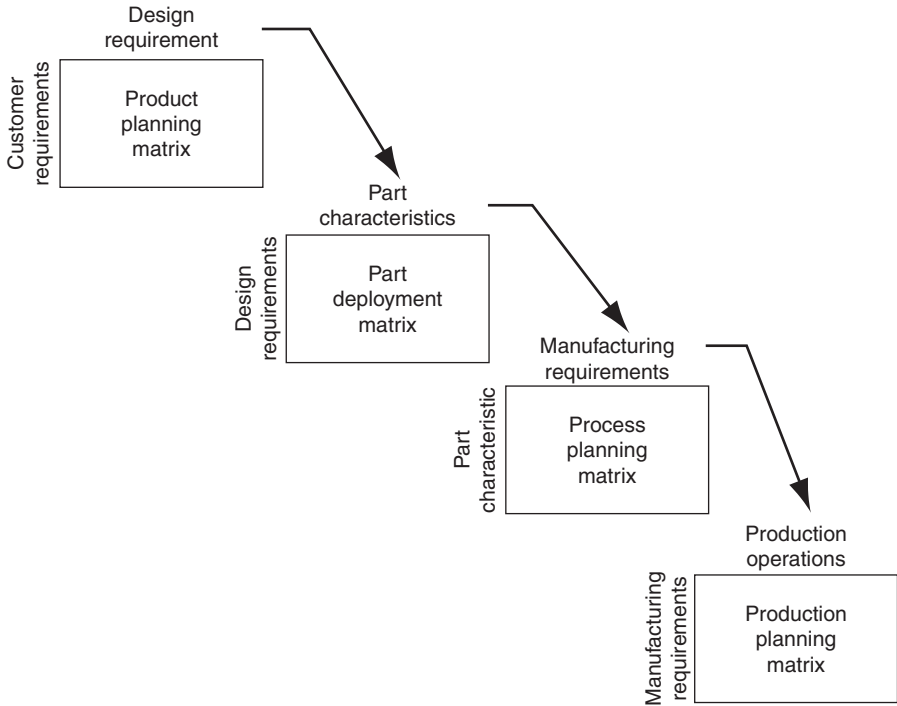 Design
requirement
Customer
requirements
Product
planning
matrix
Part
characteristics
Design
requirements
Part
deployment
matrix
Manufacturing
requirements
Part
characteristic
Process
planning
matrix
Production
operations
Manufacturing
requirements
Production
planning
matrix